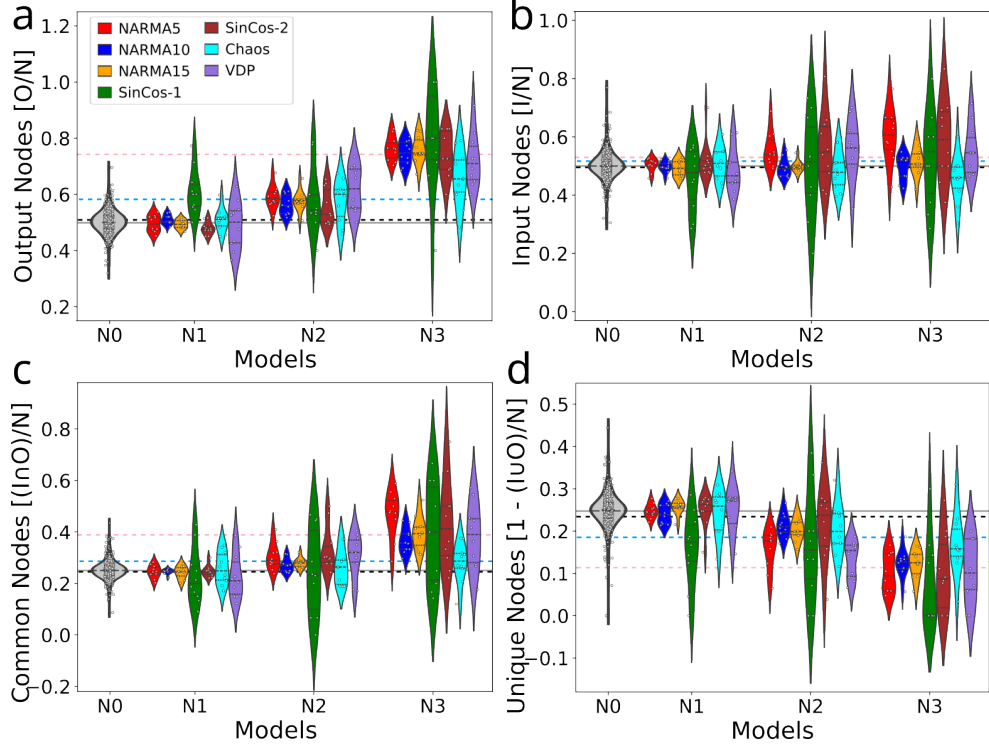 a
Output Nodes [O/N]
1.2
1.0
0.8
0.6
0.4
0.2
NARMA5
NARMA10
NARMA15
SinCos-1
SinCos-2
Chaos
VDP
N0 N1 N2 N3
Models
b
Input Nodes [I/N]
1.0
0.8
0.6
0.4
0.2
0.0
N0 N1 N2 N3
Models
c
Common Nodes [(I∩O)/N]
0.8
0.6
0.4
0.2
0.0
−0.2
N0 N1 N2 N3
Models
d
Unique Nodes [1 - (I∪O)/N]
0.5
0.4
0.3
0.2
0.1
0.0
−0.1
N0 N1 N2 N3
Models